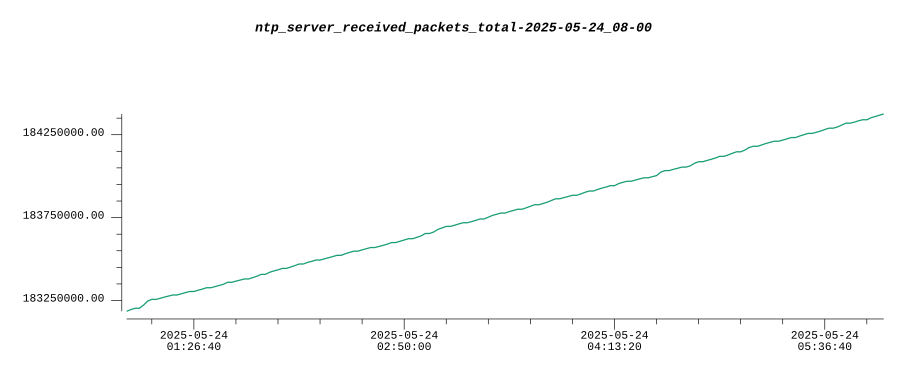 ntp_server_received_packets_total-2025-05-24_08-00
184250000.00
183750000.00
183250000.00
2025-05-24 2025-05-24 2025-05-24 2025-05-24
01:26:40 02:50:00 04:13:20 05:36:40